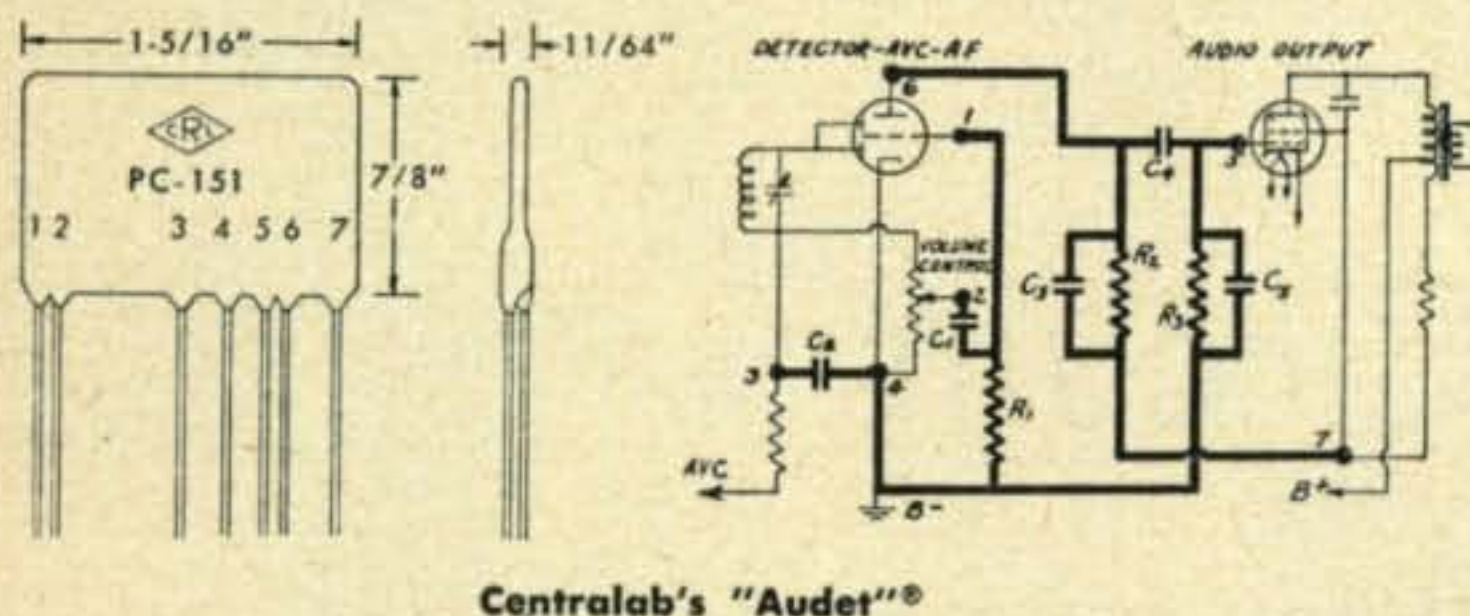 1-5/16"
11/64"
CRL
PC-151
7/8"
1 2 3 4 5 6 7
DETECTOR-AVC-AF
AUDIO OUTPUT
6
1
5
C4
VOLUME
CONTROL
2
C1
C2
3
4
R1
C3
R2
R3
C5
7
AVC
B-
B+
Centralab's "Audet"®